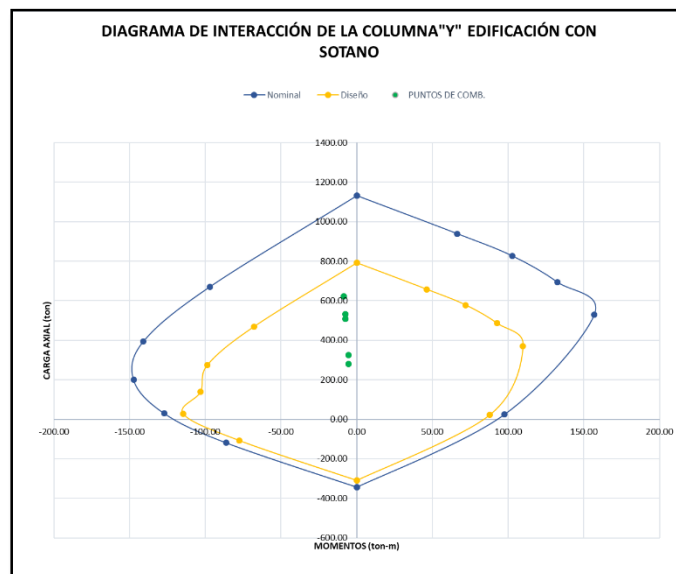 DIAGRAMA DE INTERACCIÓN DE LA COLUMNA"Y" EDIFICACIÓN CON
SOTANO
Nominal Diseño PUNTOS DE COMB.
1400.00
1200.00
1000.00
800.00
600.00
400.00
200.00
0.00
-200.00 -150.00 -100.00 -50.00 0.00 50.00 100.00 150.00 200.00
-200.00
-400.00
-600.00
CARGA AXIAL (ton)
MOMENTOS (ton-m)